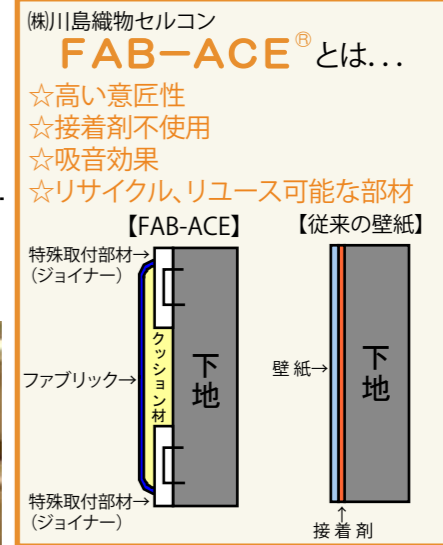 ㈱川島織物セルコン
FAB-ACE®とは...
☆高い意匠性
☆接着剤不使用
☆吸音効果
☆リサイクル、リユース可能な部材
【FAB-ACE】
特殊取付部材→
(ジョイナー)
クッション材
下地
ファブリック→
特殊取付部材→
(ジョイナー)
【従来の壁紙】
壁紙→
下地
↑
接着剤